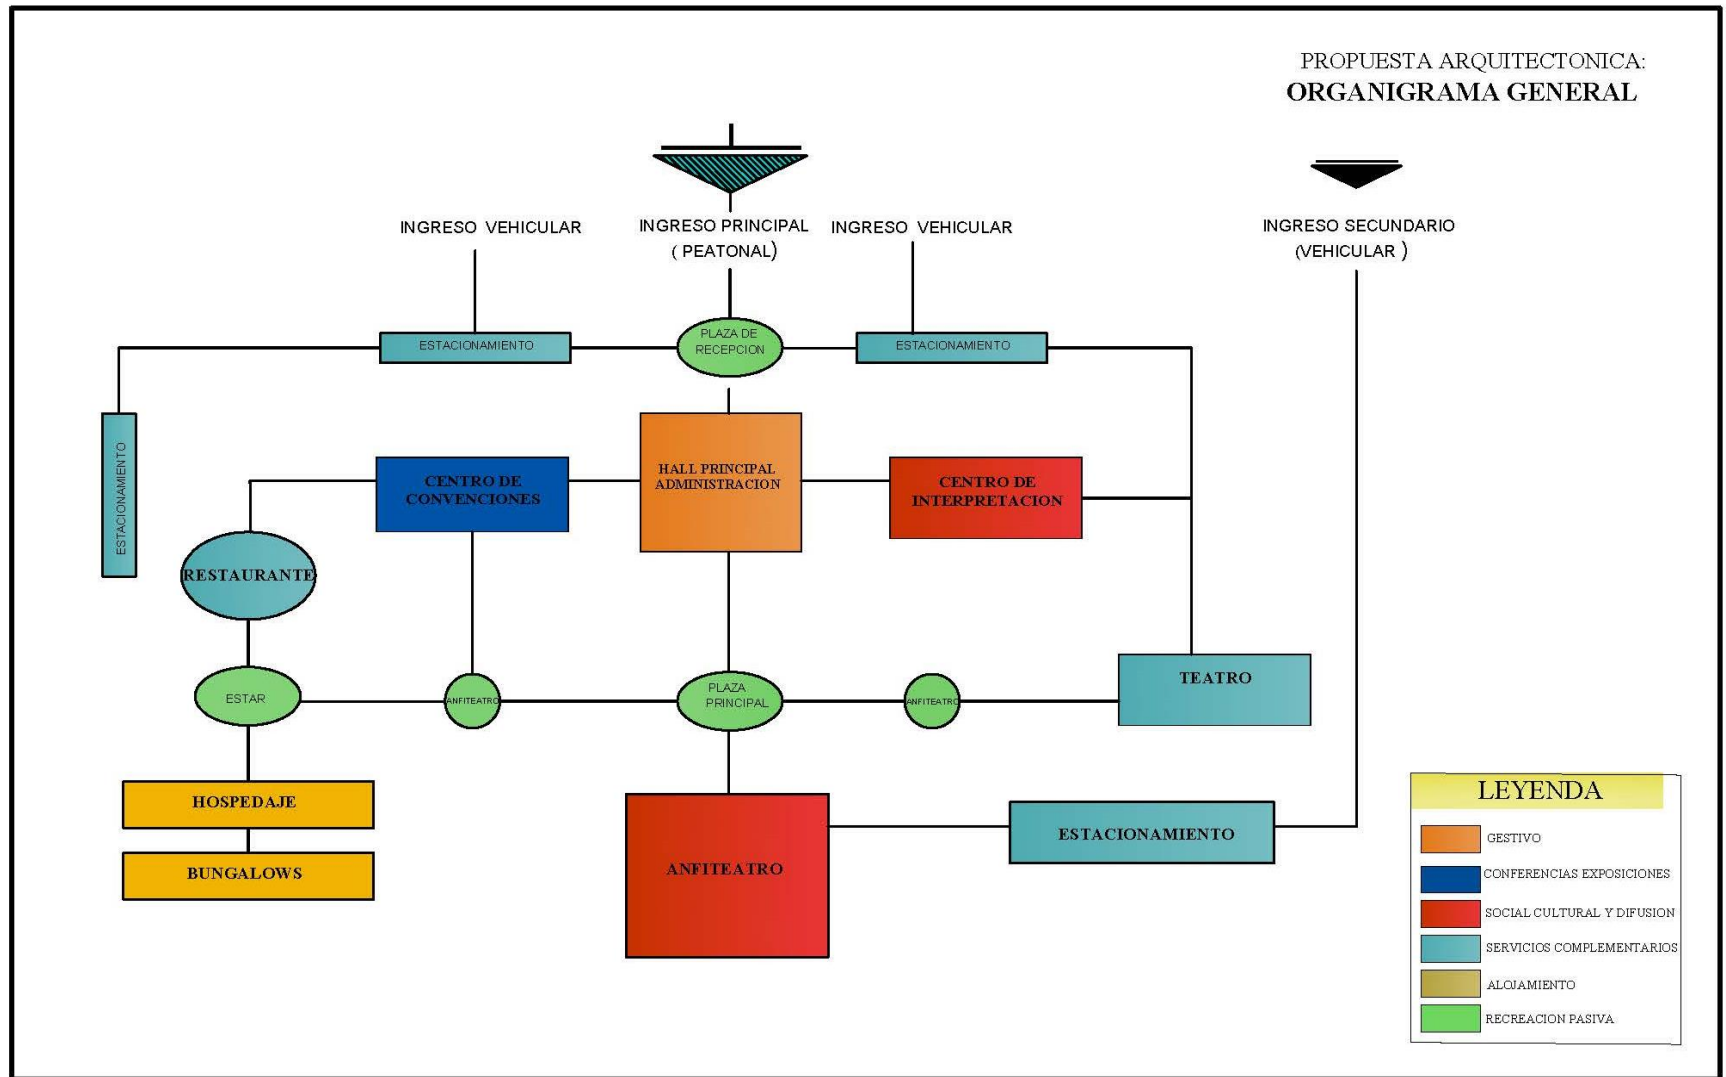 PROPUESTA ARQUITECTONICA:
ORGANIGRAMA GENERAL
INGRESO VEHICULAR
INGRESO PRINCIPAL
( PEATONAL)
INGRESO VEHICULAR
INGRESO SECUNDARIO
(VEHICULAR )
ESTACIONAMIENTO
PLAZA DE
RECEPCION
ESTACIONAMIENTO
ESTACIONAMIENTO
CENTRO DE
CONVENCIONES
HALL PRINCIPAL
ADMINISTRACION
CENTRO DE
INTERPRETACION
RESTAURANTE
ESTAR
ANFITEATRO
PLAZA
PRINCIPAL
ANFITEATRO
TEATRO
HOSPEDAJE
BUNGALOWS
ANFITEATRO
ESTACIONAMIENTO
LEYENDA
GESTIVO
CONFERENCIAS EXPOSICIONES
SOCIAL CULTURAL Y DIFUSION
SERVICIOS COMPLEMENTARIOS
ALOJAMIENTO
RECREACION PASIVA